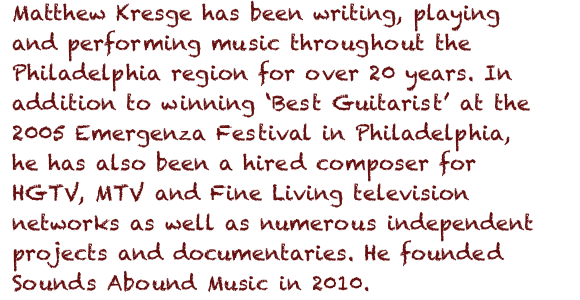 Matthew Kresge has been writing, playing
and performing music throughout the
Philadelphia region for over 20 years. In
addition to winning ‘Best Guitarist’ at the
2005 Emergenza Festival in Philadelphia,
he has also been a hired composer for
HGTV, MTV and Fine Living television
networks as well as numerous independent
projects and documentaries. He founded
Sounds Abound Music in 2010.